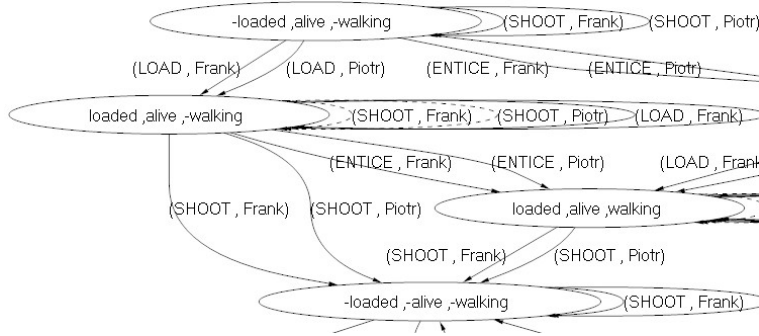 -loaded ,alive ,-walking
(SHOOT , Frank)
(SHOOT , Piotr)
(LOAD , Frank)
(LOAD , Piotr)
(ENTICE , Frank)
(ENTICE , Piotr)
loaded ,alive ,-walking
(SHOOT , Frank)
(SHOOT , Piotr)
(LOAD , Frank)
(ENTICE , Frank)
(ENTICE , Piotr)
(LOAD , Frank
(SHOOT , Frank)
(SHOOT , Piotr)
loaded ,alive ,walking
(SHOOT , Frank)
(SHOOT , Piotr)
-loaded ,-alive ,-walking
(SHOOT , Frank)